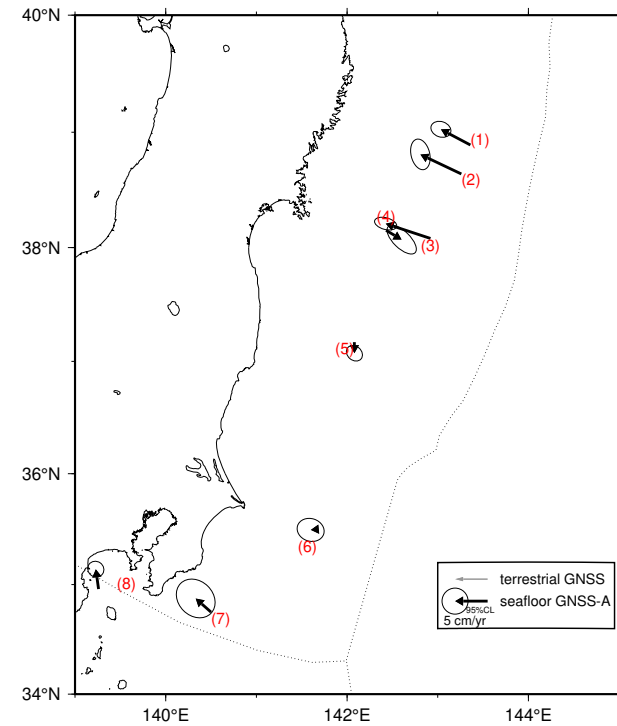 40°N
(1)
(2)
(4)
38°N
(3)
(5)
36°N
(6)
terrestrial GNSS
(8)
seafloor GNSS-A
95%CL
(7)
5 cm/yr
34°N
140°E
142°E
144°E